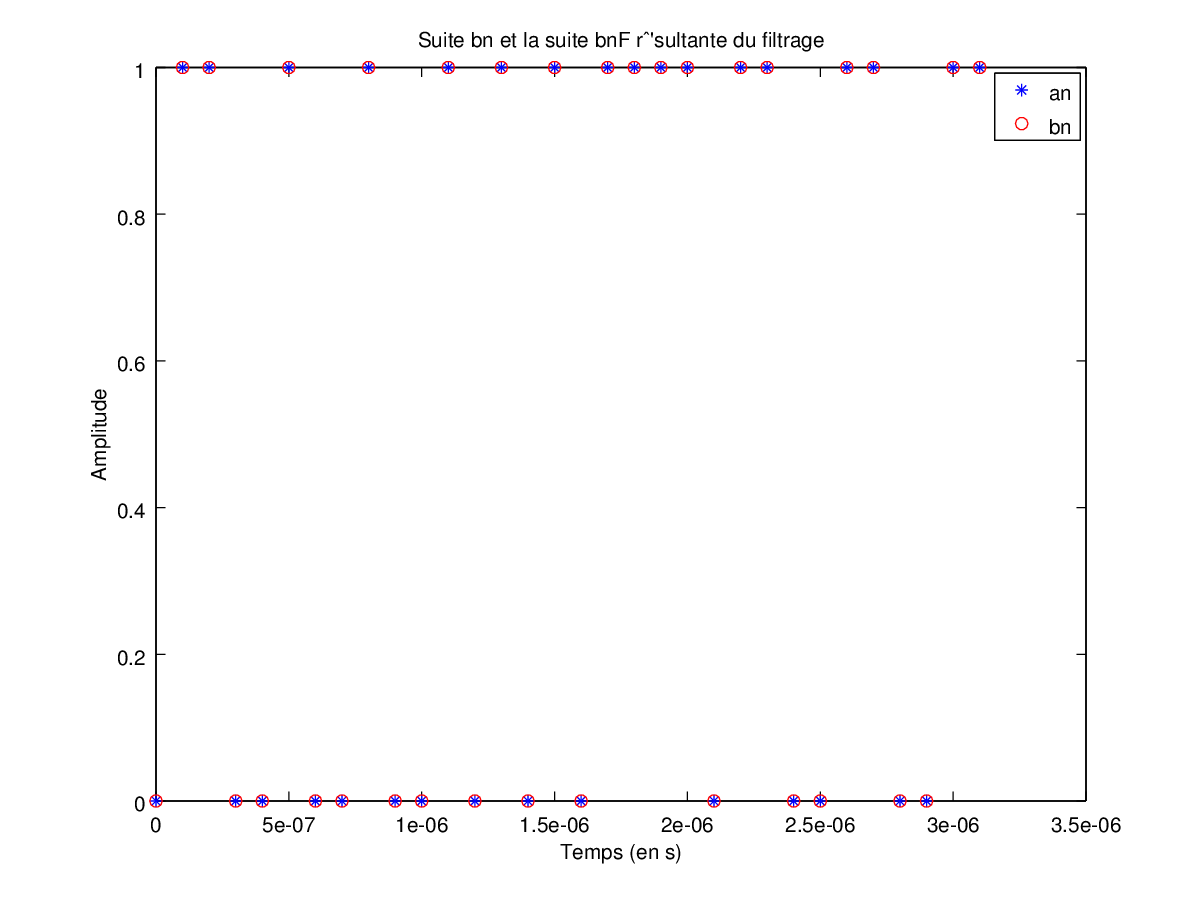 Suite bn et la suite bnF rˆ'sultante du filtrage
1
0.8
0.6
0.4
0.2
0
Amplitude
an
bn
0 5e-07 1e-06 1.5e-06 2e-06 2.5e-06 3e-06 3.5e-06
Temps (en s)